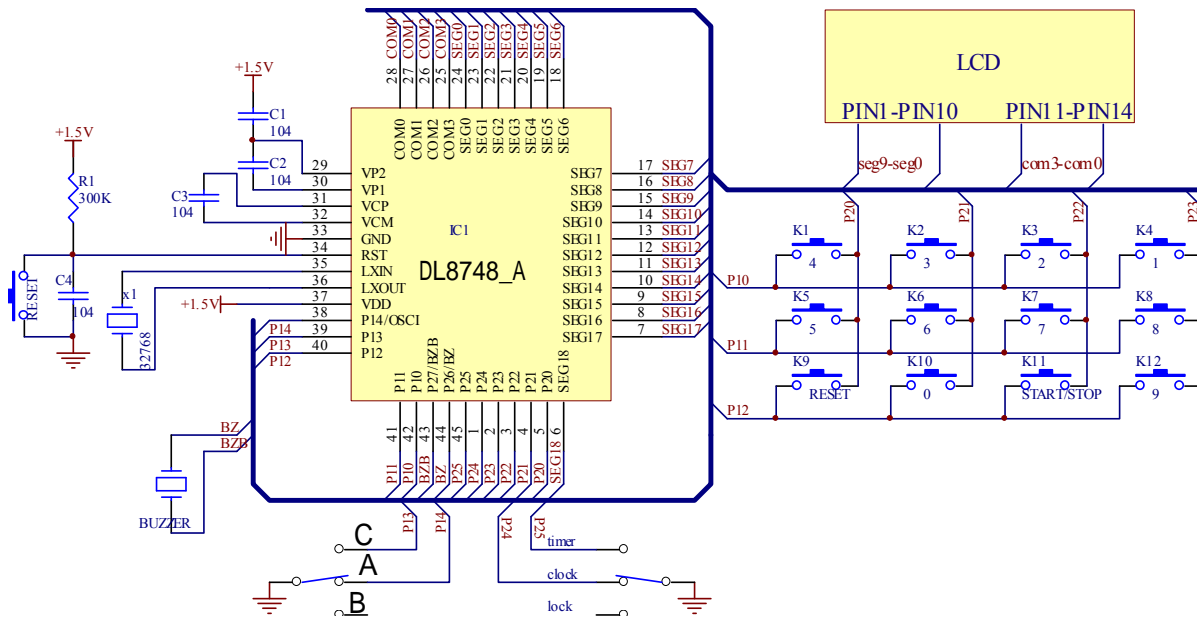 COM0 COM1 COM2 COM3 SEG0 SEG1 SEG2 SEG3 SEG4 SEG5 SEG6
28 27 26 25 24 23 22 21 20 19 18
LCD
PIN1-PIN10 PIN11-PIN14
seg9-seg0 com3-com0
+1.5V
C1
104
C2
104
+1.5V
R1
300K
C3
104
C4
104
RESET
x1
32768
+1.5V
COM0 COM1 COM2 COM3 SEG0 SEG1 SEG2 SEG3 SEG4 SEG5 SEG6
IC1
DL8748_A
29 VP2
30 VP1
31 VCP
32 VCM
33 GND
34 RST
35 LXIN
36 LXOUT
37 VDD
38 P14/OSCI
P14 39 P13
P13 40 P12
P12
SEG7 17 SEG7
SEG8 16 SEG8
SEG9 15 SEG9
SEG10 14 SEG10
SEG11 13 SEG11
SEG12 12 SEG12
SEG13 11 SEG13
SEG14 10 SEG14
SEG15 9 SEG15
SEG16 8 SEG16
SEG17 7 SEG17
P11 P10 P27/BZB P26/BZ P25 P24 P23 P22 P21 P20 SEG18
41 42 43 44 45 1 2 3 4 5 6
P11 P10 BZB BZ P25 P24 P23 P22 P21 P20 SEG18
P20 P21 P22 P23
K1 K2 K3 K4
4 3 2 1
P10
K5 K6 K7 K8
5 6 7 8
P11
K9 K10 K11 K12
RESET 0 START/STOP 9
P12
BZ
BZB
BUZZER
P13 P14 P24 P25
C timer
A clock
B lock